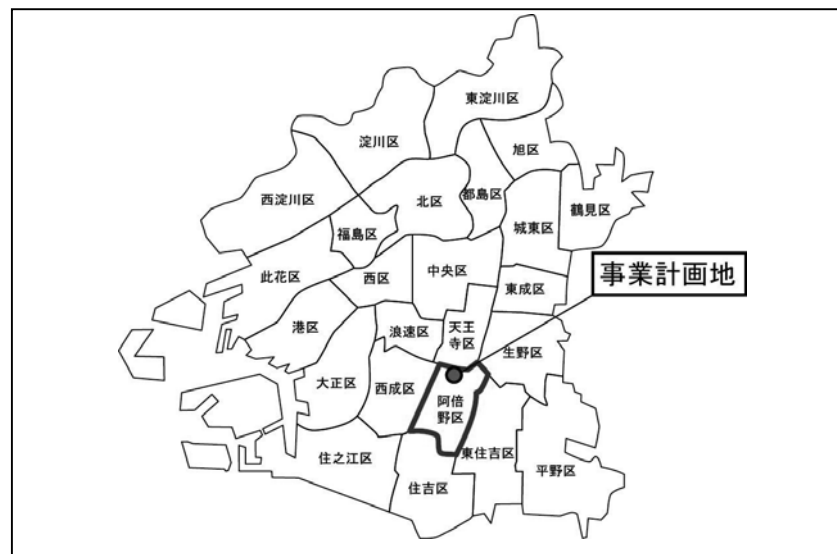 東淀川区
淀川区
旭区
西淀川区
北区
都島区
鶴見区
福島区
城東区
此花区
西区
中央区
事業計画地
東成区
港区
浪速区
天王
寺区
生野区
大正区
西成区
阿倍
野区
住之江区
東住吉区
平野区
住吉区